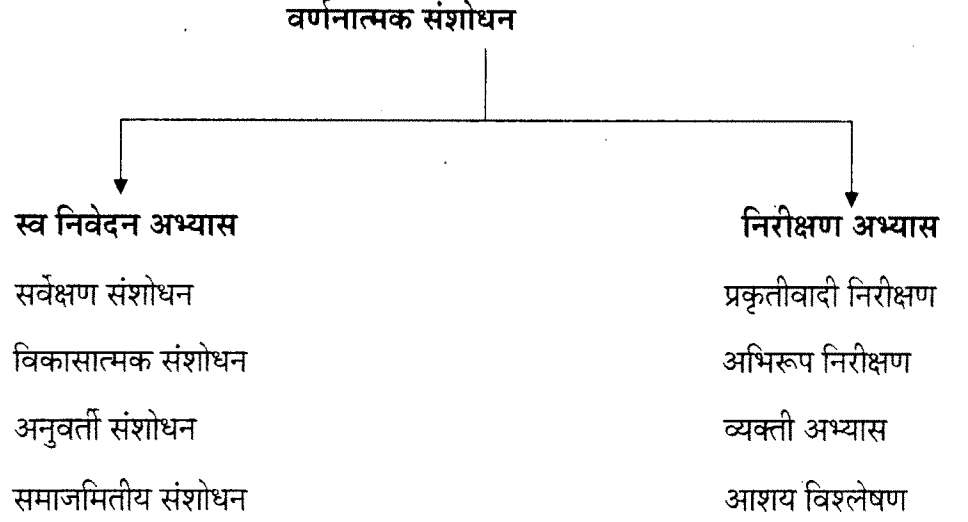 वर्णनात्मक संशोधन
स्व निवेदन अभ्यास
सर्वेक्षण संशोधन
विकासात्मक संशोधन
अनुवर्ती संशोधन
समाजमितीय संशोधन
निरीक्षण अभ्यास
प्रकृतीवादी निरीक्षण
अभिरूप निरीक्षण
व्यक्ती अभ्यास
आशय विश्लेषण